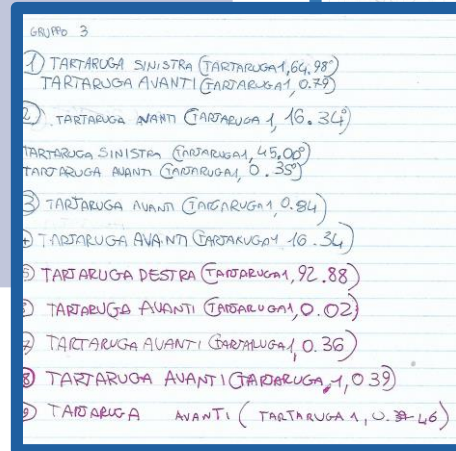 GRUPPO 3
1) TARTARUGA SINISTRA (TARTARUGA1, 64.98°)
TARTARUGA AVANTI (TARTARUGA1, 0.79)
2) TARTARUGA AVANTI (TARTARUGA 1, 16.34°)
TARTARUGA SINISTRA (TARTARUGA1, 45.00°)
TARTARUGA AVANTI (TARTARUGA1, 0.35)
3) TARTARUGA AVANTI (TARTARUGA1, 0.84)
4) TARTARUGA AVANTI (TARTARUGA1 16.34)
5) TARTARUGA DESTRA (TARTARUGA1, 92.88)
6) TARTARUGA AVANTI (TARTARUGA1, 0.02)
7) TARTARUGA AVANTI (TARTARUGA1, 0.36)
8) TARTARUGA AVANTI (TARTARUGA, 1, 039)
9) TARTARUGA AVANTI (TARTARUGA 1, 0.46)